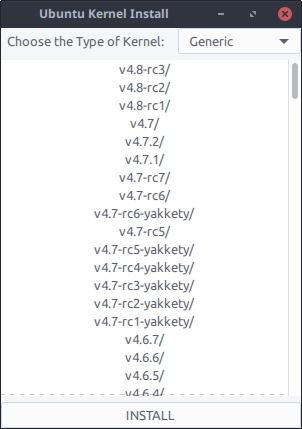 Ubuntu Kernel Install
Choose the Type of Kernel: Generic
v4.8-rc3/
v4.8-rc2/
v4.8-rc1/
v4.7/
v4.7.2/
v4.7.1/
v4.7-rc7/
v4.7-rc6/
v4.7-rc6-yakkety/
v4.7-rc5/
v4.7-rc5-yakkety/
v4.7-rc4-yakkety/
v4.7-rc3-yakkety/
v4.7-rc2-yakkety/
v4.7-rc1-yakkety/
v4.6.7/
v4.6.6/
v4.6.5/
v4.6.4/
INSTALL